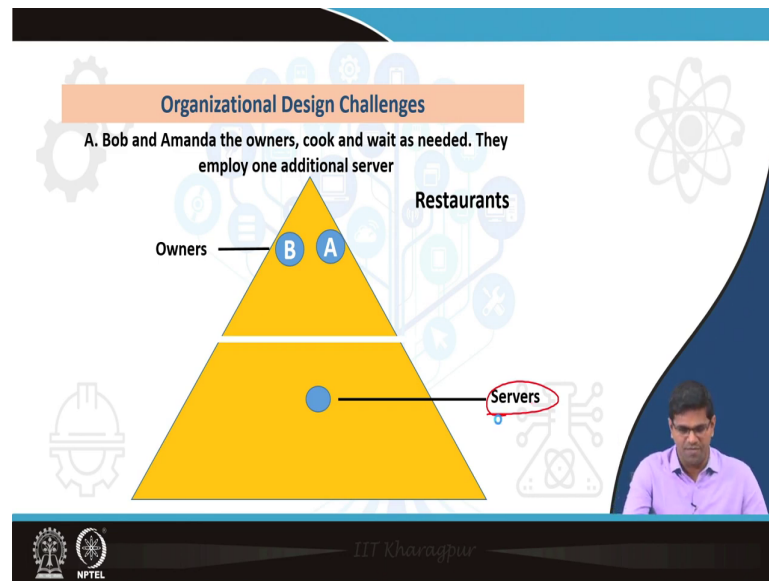 Organizational Design Challenges
A. Bob and Amanda the owners, cook and wait as needed. They
employ one additional server
Restaurants
Owners
B
A
Servers
IIT Kharagpur
NPTEL